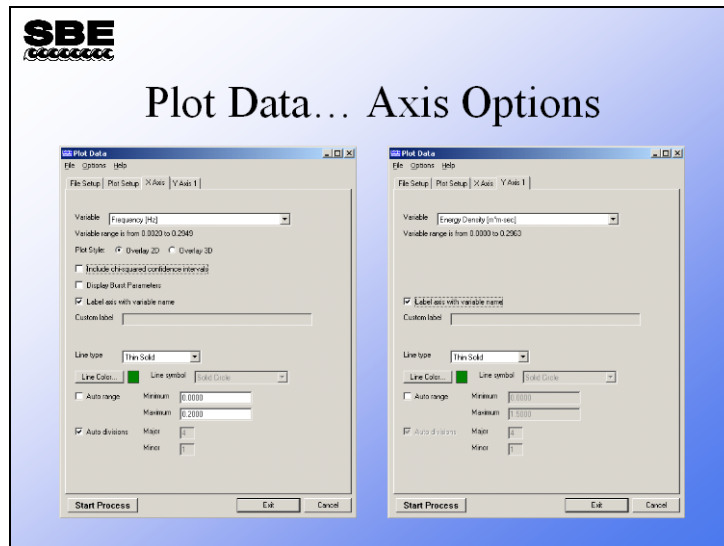 SBE
Plot Data... Axis Options
Plot Data
File Options Help
File Setup Plot Setup X Axis Y Axis 1
Variable Frequency [Hz]
Variable range is from 0.0020 to 0.2949
Plot Style: Overlay 2D Overlay 3D
Include chi-squared confidence intervals
Display Burst Parameters
Label axis with variable name
Custom label
Line type Thin Solid
Line Color... Line symbol Solid Circle
Auto range Minimum 0.0000
Maximum 0.2000
Auto divisions Major 4
Minor 1
Start Process Exit Cancel
Plot Data
File Options Help
File Setup Plot Setup X Axis Y Axis 1
Variable Energy Density [m*m-sec]
Variable range is from 0.0000 to 0.2963
Label axis with variable name
Custom label
Line type Thin Solid
Line Color... Line symbol Solid Circle
Auto range Minimum 0.0000
Maximum 1.5000
Auto divisions Major 4
Minor 1
Start Process Exit Cancel